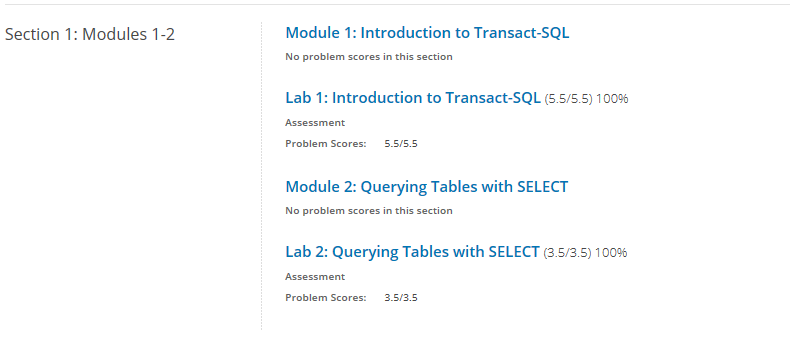 Section 1: Modules 1-2
Module 1: Introduction to Transact-SQL
No problem scores in this section
Lab 1: Introduction to Transact-SQL (5.5/5.5) 100%
Assessment
Problem Scores: 5.5/5.5
Module 2: Querying Tables with SELECT
No problem scores in this section
Lab 2: Querying Tables with SELECT (3.5/3.5) 100%
Assessment
Problem Scores: 3.5/3.5